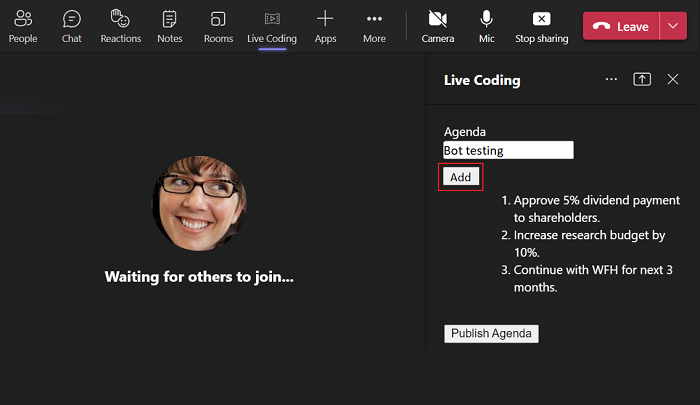 People Chat Reactions Notes Rooms Live Coding Apps More Camera Mic Stop sharing Leave
Live Coding
Agenda
Bot testing
Add
1. Approve 5% dividend payment
to shareholders.
2. Increase research budget by
10%.
3. Continue with WFH for next 3
months.
Waiting for others to join...
Publish Agenda